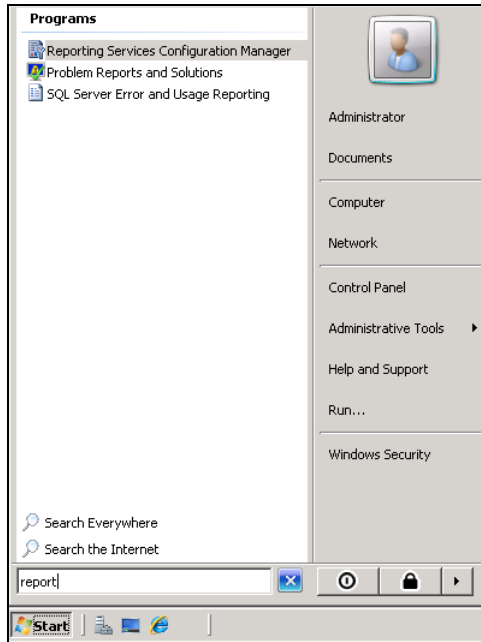 Programs
Reporting Services Configuration Manager
Problem Reports and Solutions
SQL Server Error and Usage Reporting
Administrator
Documents
Computer
Network
Control Panel
Administrative Tools
Help and Support
Run...
Windows Security
Search Everywhere
Search the Internet
report
Start